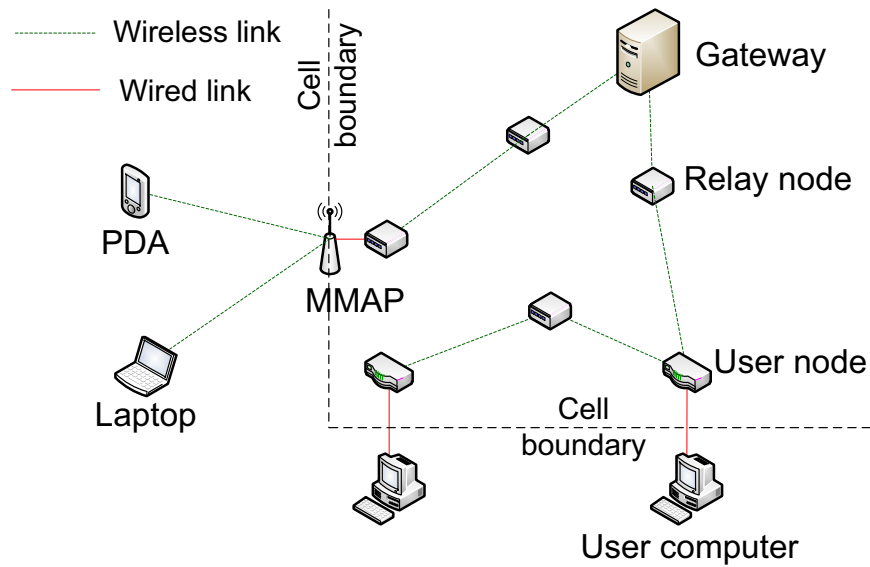 Wireless link
Wired link
Cell
boundary
Gateway
Relay node
PDA
MMAP
Laptop
User node
Cell
boundary
User computer